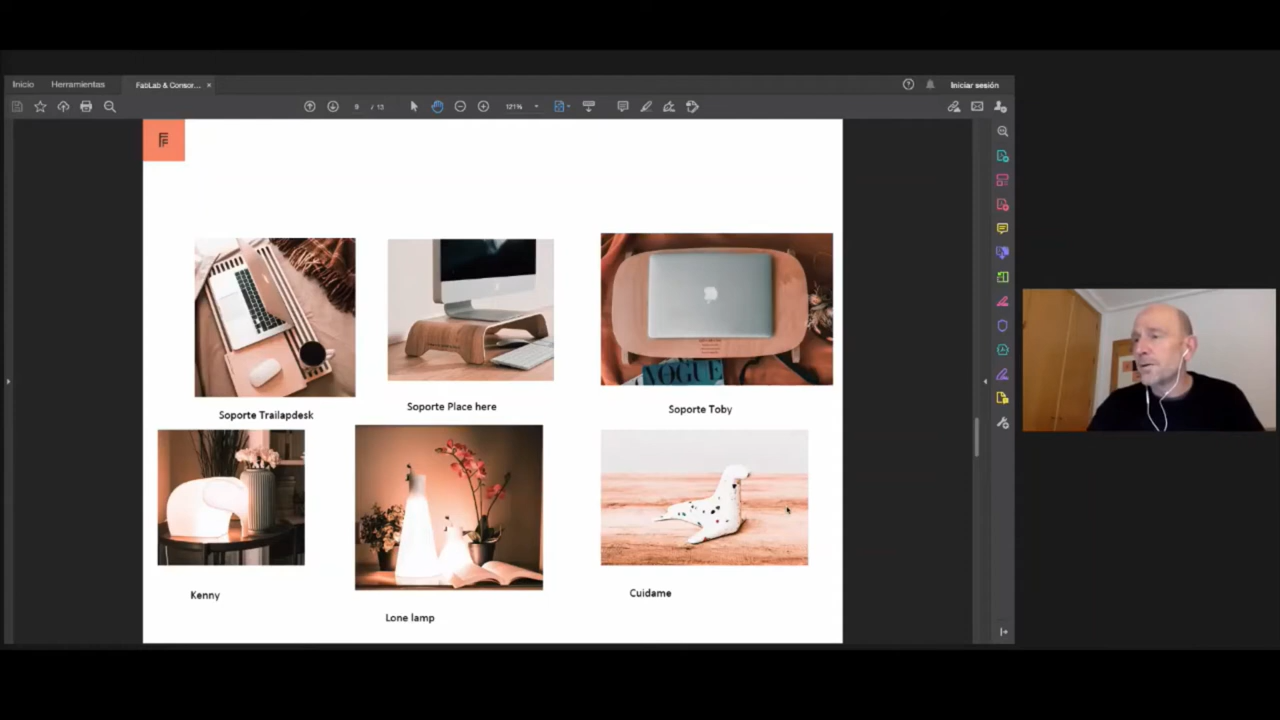 Inicio
Herramientas
FabLab & Consor... ×
Iniciar sesión
9 / 13
121%
Soporte Trailapdesk
Soporte Place here
VOGUE
Soporte Toby
Kenny
Lone lamp
Cuidame